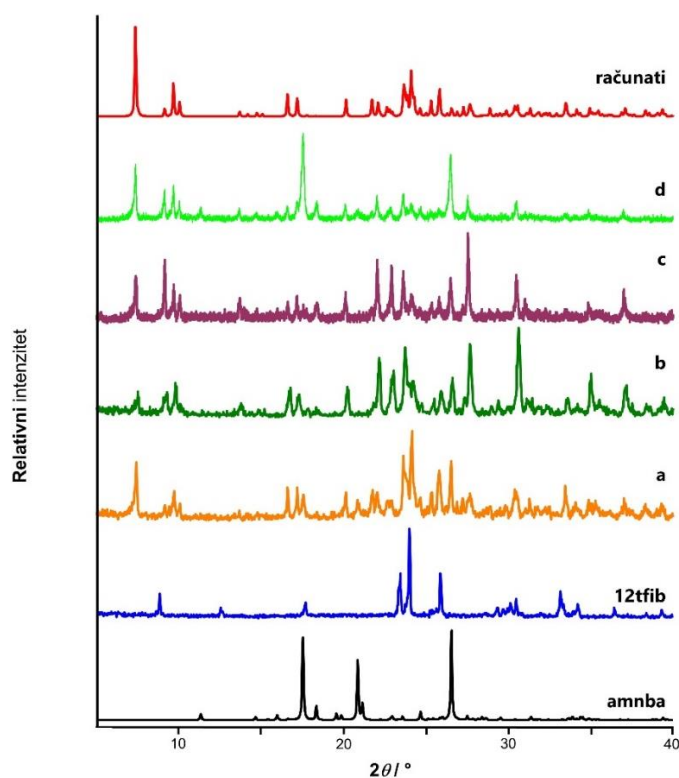 računati
d
c
b
a
12tfib
amnba
Relativni intenzitet
10
20
30
40
2θ / °